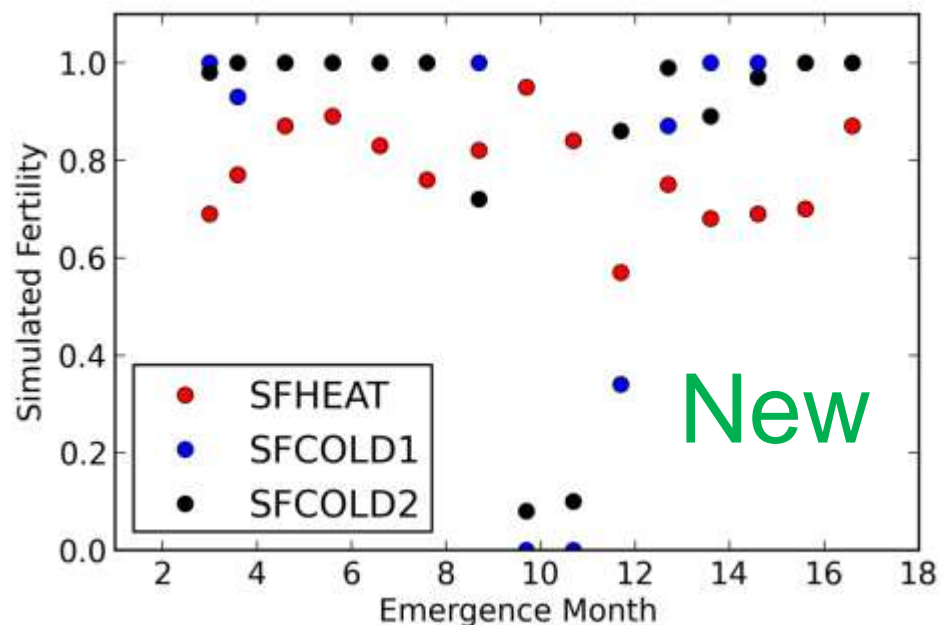 1.0
0.8
0.6
0.4
0.2
0.0
Simulated Fertility
SFHEAT
SFCOLD1
SFCOLD2
New
2 4 6 8 10 12 14 16 18
Emergence Month